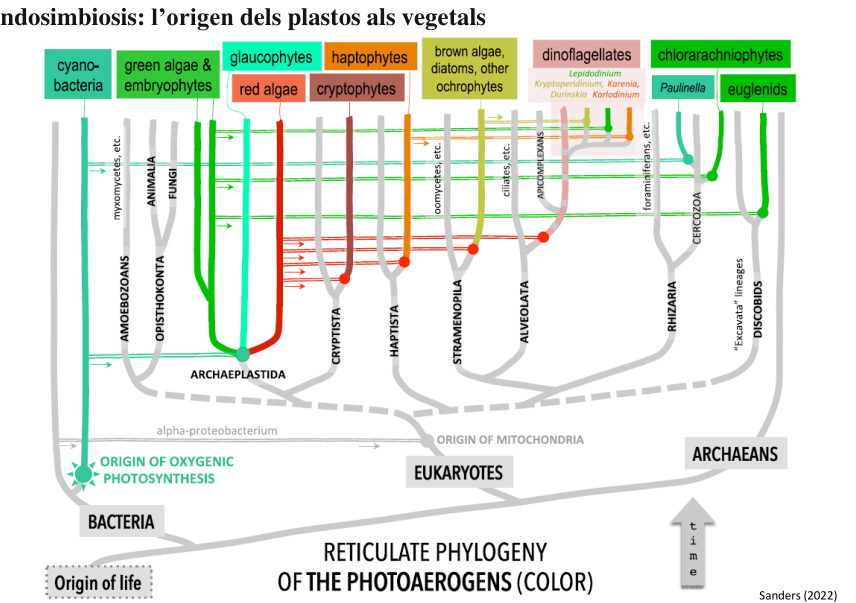 ndosimbiosis: l’origen dels plastos als vegetals
cyano-
bacteria
green algae &
embryophytes
glaucophytes
red algae
haptophytes
cryptophytes
brown algae,
diatoms, other
ochrophytes
dinoflagellates
Lepidodinium
Kryptoperidinium, Karenia,
Durinskia Karlodinium
chlorarachniophytes
Paulinella
euglenids
myxomycetes, etc.
ANIMALIA
FUNGI
oomycetes, etc.
ciliates, etc.
APICOMPLEXANS
foraminiferans, etc.
CERCOZOA
AMOEBOZOANS
OPISTHOKONTA
CRYPTISTA
HAPTISTA
STRAMENOPILA
ALVEOLATA
RHIZARIA
"Excavata" lineages
DISCOBIDS
ARCHAEPLASTIDA
alpha-proteobacterium
ORIGIN OF MITOCHONDRIA
ORIGIN OF OXYGENIC
PHOTOSYNTHESIS
ARCHAEANS
EUKARYOTES
BACTERIA
time
RETICULATE PHYLOGENY
OF THE PHOTOAEROGENS (COLOR)
Origin of life
Sanders (2022)